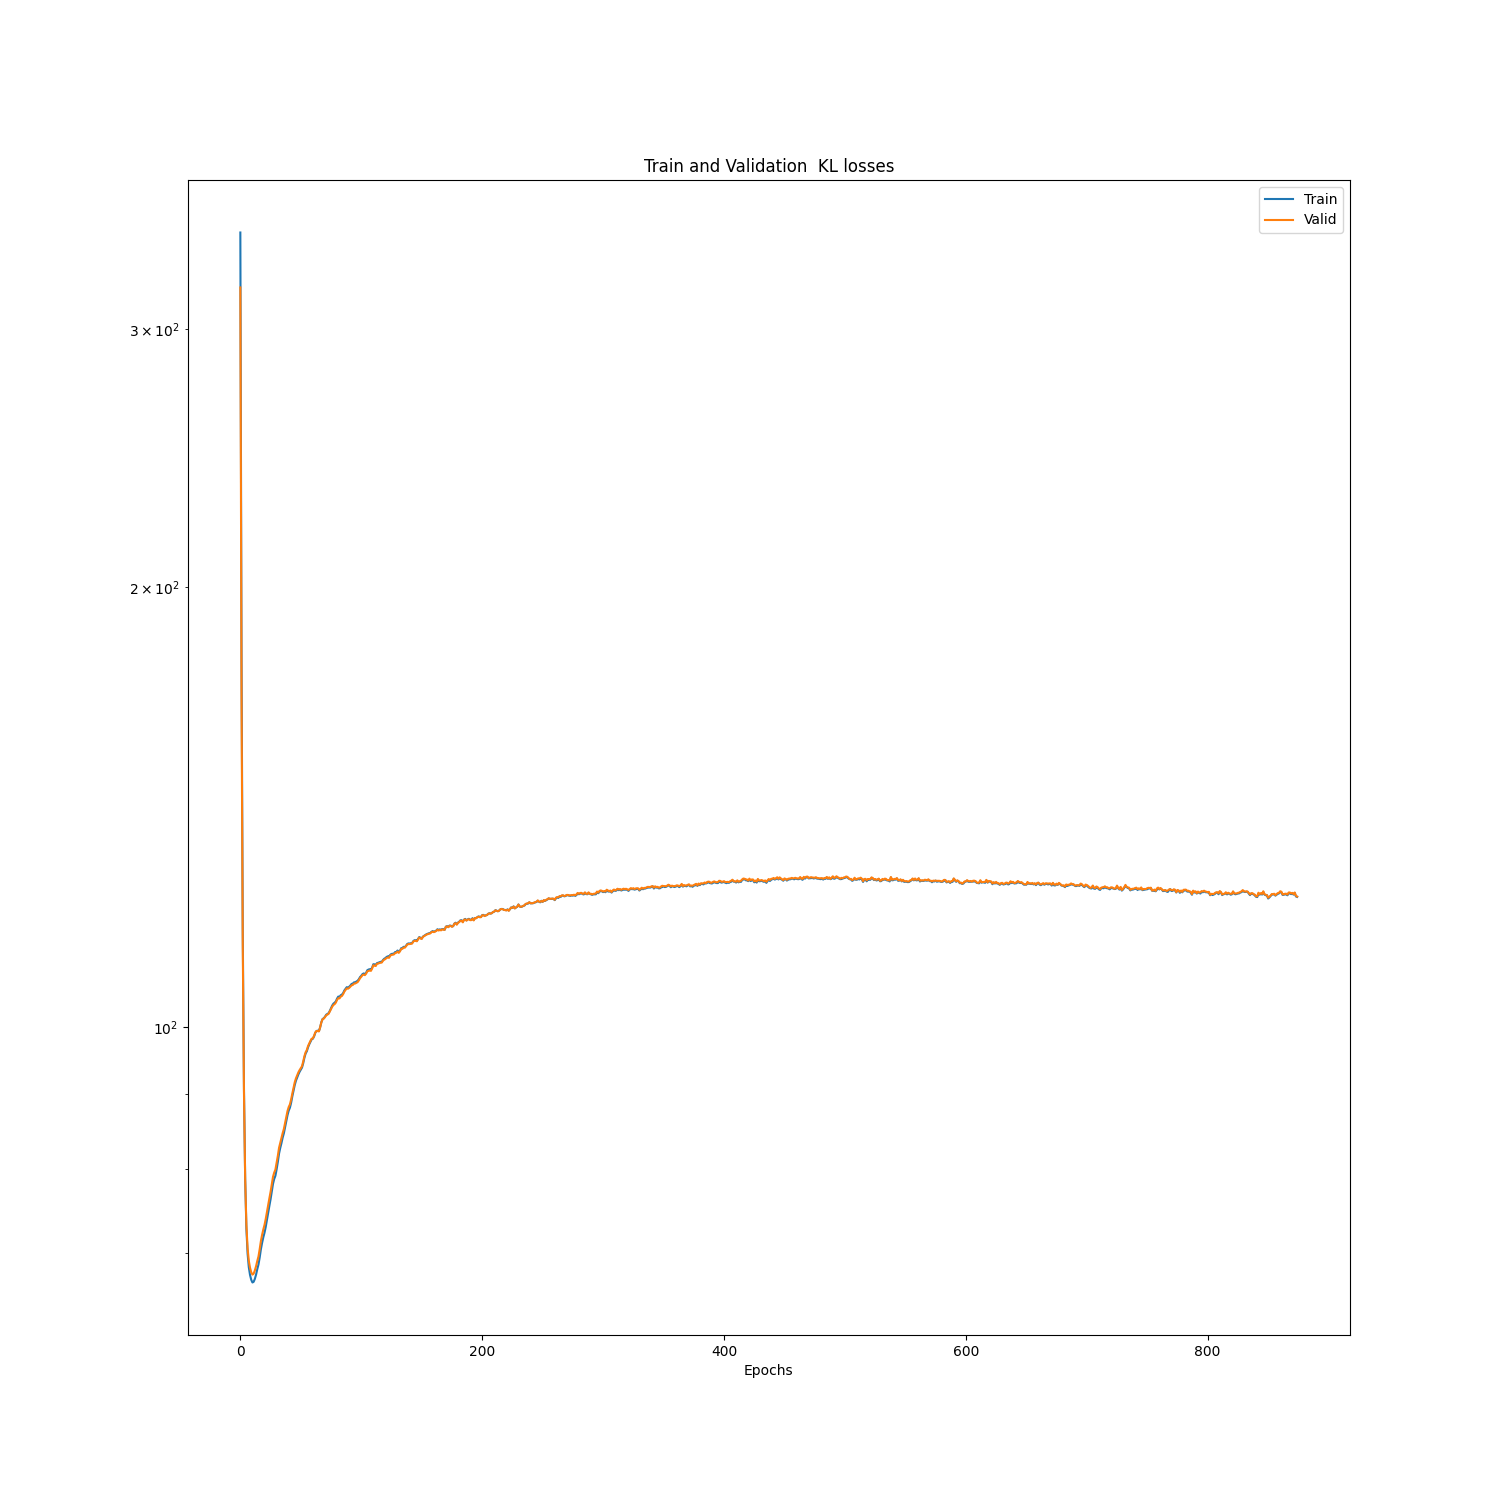 Train and Validation  KL losses
Train
Valid
3 × 10²
2 × 10²
10²
0 200 400 600 800
Epochs